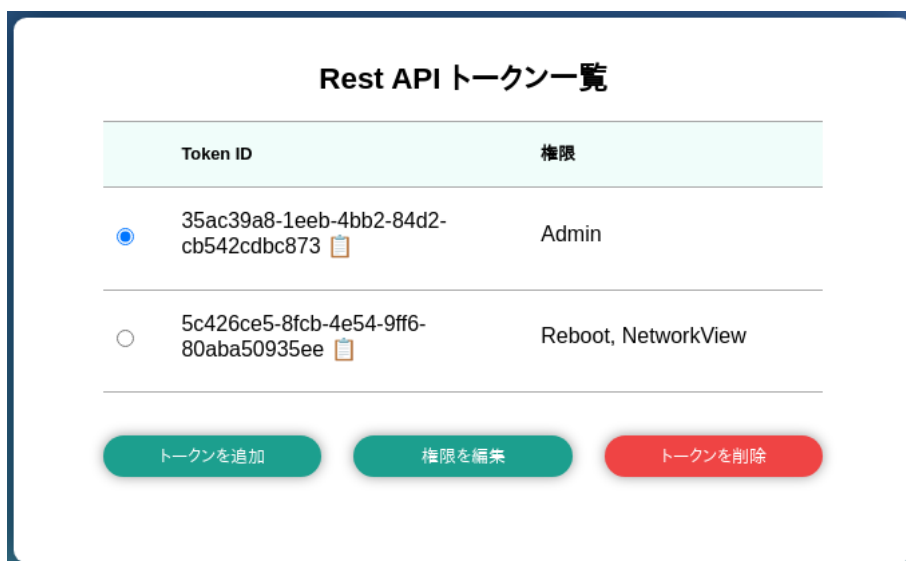 Rest API トークン一覧
Token ID 権限
35ac39a8-1eeb-4bb2-84d2-
cb542cdbc873 Admin
5c426ce5-8fcb-4e54-9ff6-
80aba50935ee Reboot, NetworkView
トークンを追加 権限を編集 トークンを削除